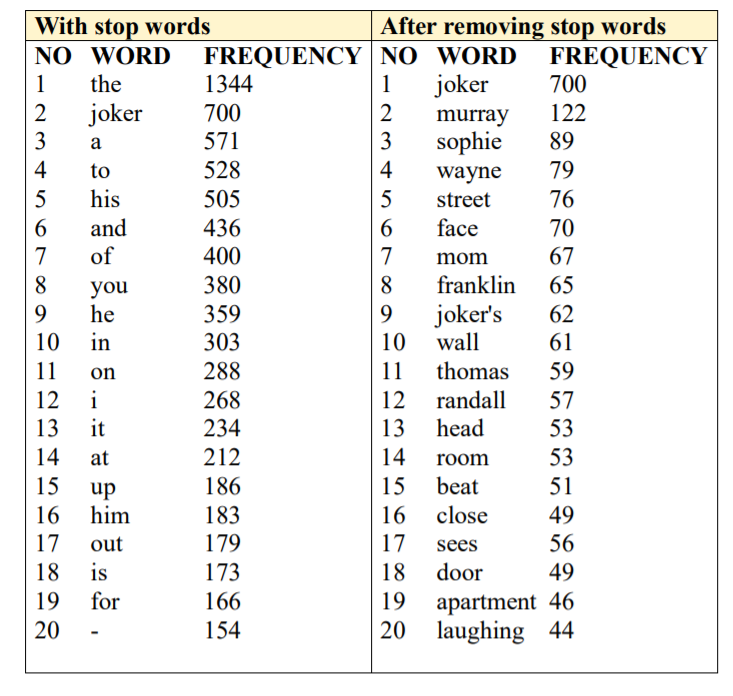 With stop words After removing stop words
NO WORD FREQUENCY NO WORD FREQUENCY
1 the 1344 1 joker 700
2 joker 700 2 murray 122
3 a 571 3 sophie 89
4 to 528 4 wayne 79
5 his 505 5 street 76
6 and 436 6 face 70
7 of 400 7 mom 67
8 you 380 8 franklin 65
9 he 359 9 joker's 62
10 in 303 10 wall 61
11 on 288 11 thomas 59
12 i 268 12 randall 57
13 it 234 13 head 53
14 at 212 14 room 53
15 up 186 15 beat 51
16 him 183 16 close 49
17 out 179 17 sees 56
18 is 173 18 door 49
19 for 166 19 apartment 46
20 - 154 20 laughing 44